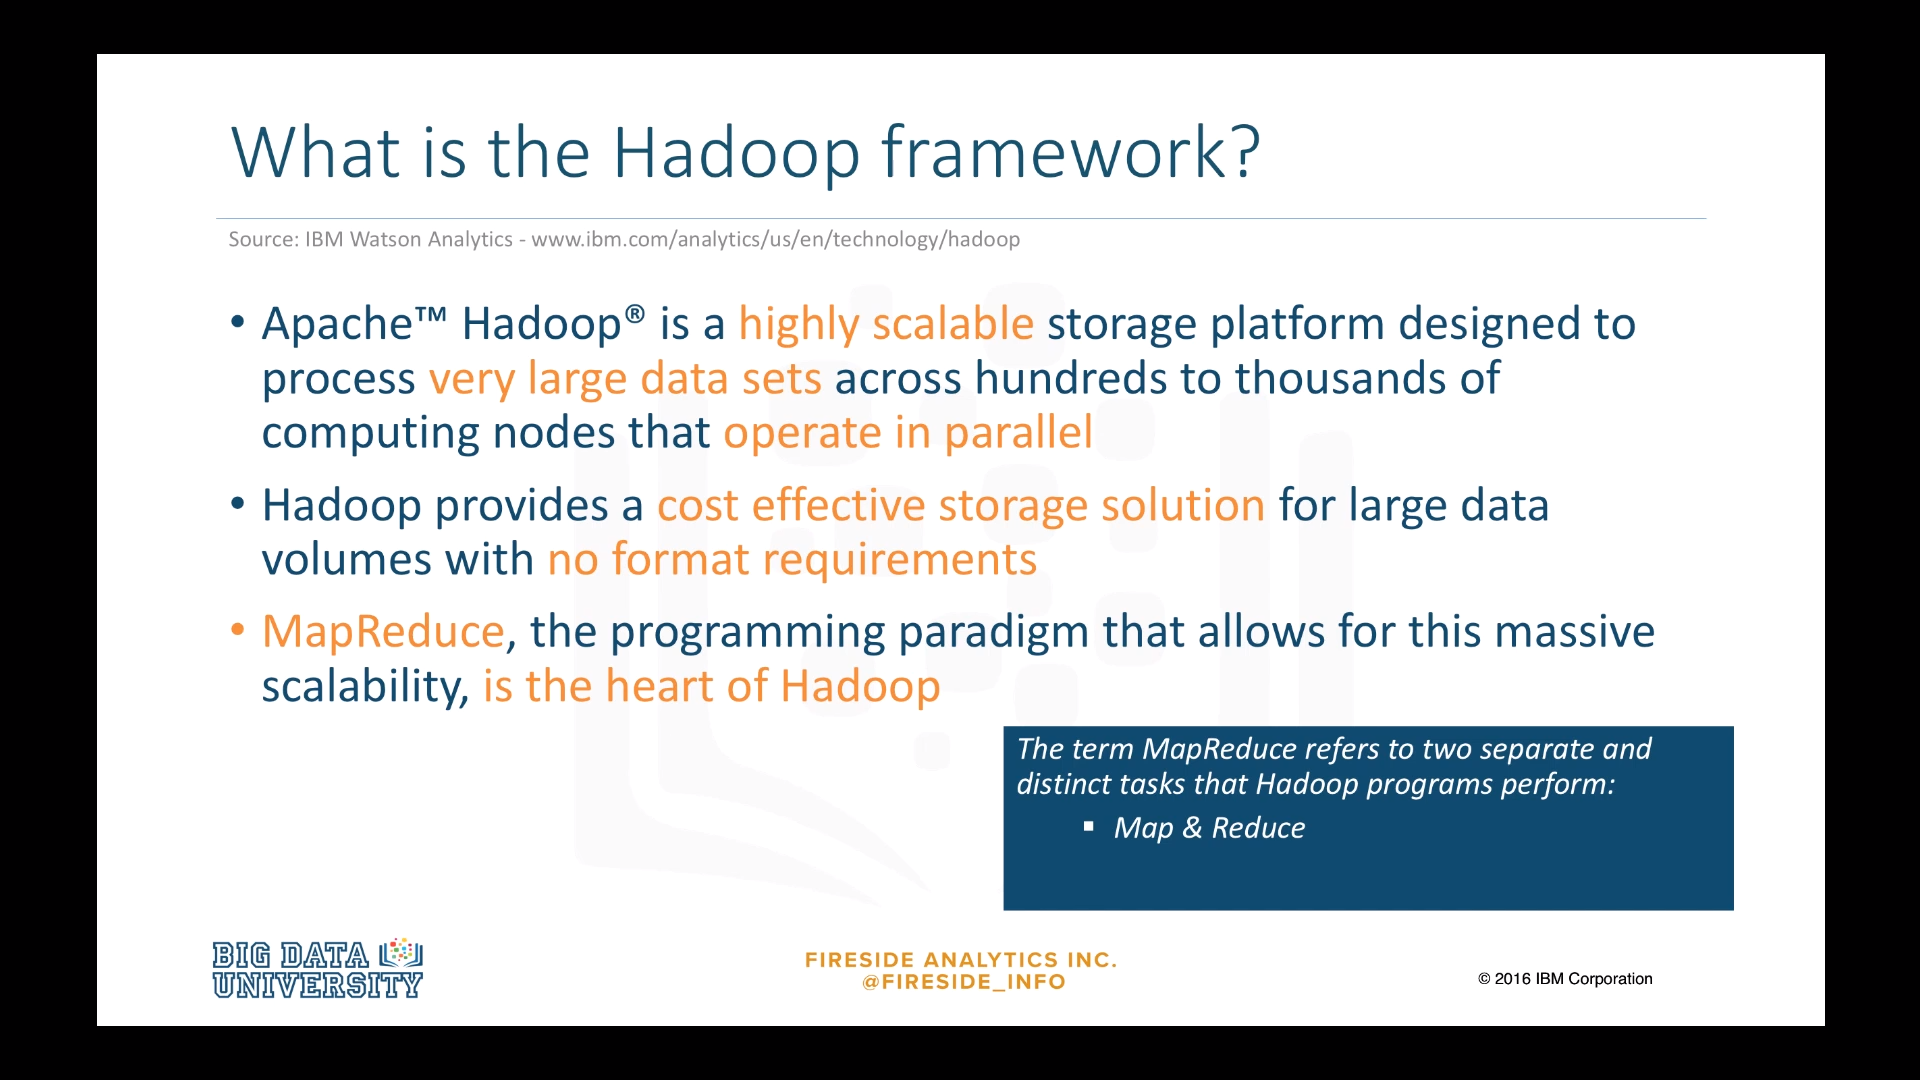 What is the Hadoop framework?
Source: IBM Watson Analytics - www.ibm.com/analytics/us/en/technology/hadoop
• Apache™ Hadoop® is a highly scalable storage platform designed to
process very large data sets across hundreds to thousands of
computing nodes that operate in parallel
• Hadoop provides a cost effective storage solution for large data
volumes with no format requirements
• MapReduce, the programming paradigm that allows for this massive
scalability, is the heart of Hadoop
The term MapReduce refers to two separate and
distinct tasks that Hadoop programs perform:
▪ Map & Reduce
BIG DATA
UNIVERSITY
FIRESIDE ANALYTICS INC.
@FIRESIDE_INFO
© 2016 IBM Corporation